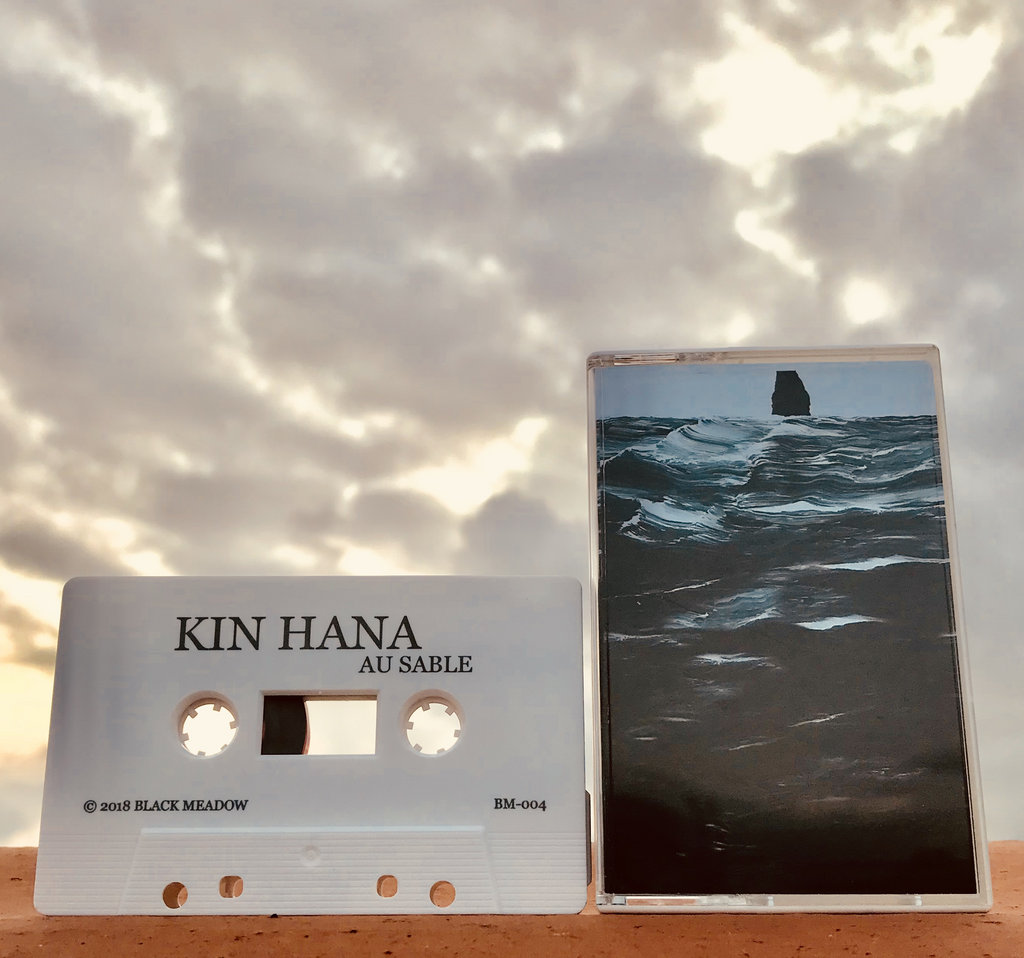 KIN HANA
AU SABLE
© 2018 BLACK MEADOW
BM-004